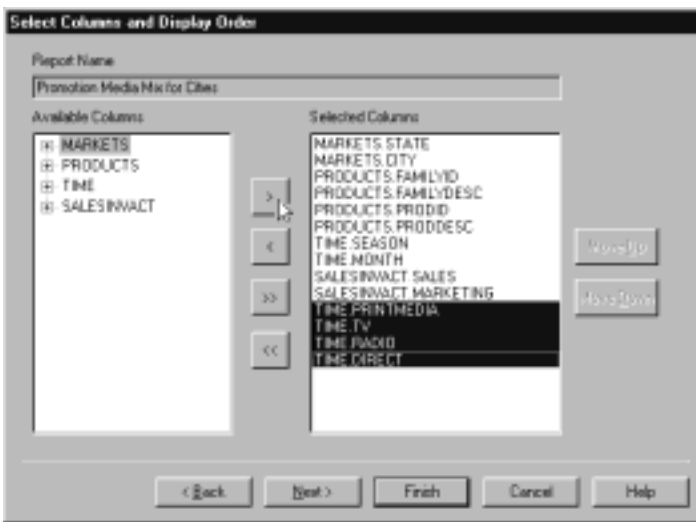 Select Columns and Display Order
Report Name
Promotion Media Mix for Cities
Available Columns
Selected Columns
MARKETS
PRODUCTS
TIME
SALESINVACT
>
<
>>
<<
MARKETS.STATE
MARKETS.CITY
PRODUCTS.FAMILYID
PRODUCTS.FAMILYDESC
PRODUCTS.PRODID
PRODUCTS.PRODDESC
TIME.SEASON
TIME.MONTH
SALESINVACT.SALES
SALESINVACT.MARKETING
TIME.PRINTMEDIA
TIME.TV
TIME.RADIO
TIME.DIRECT
Move Up
Move Down
< Back
Next >
Finish
Cancel
Help